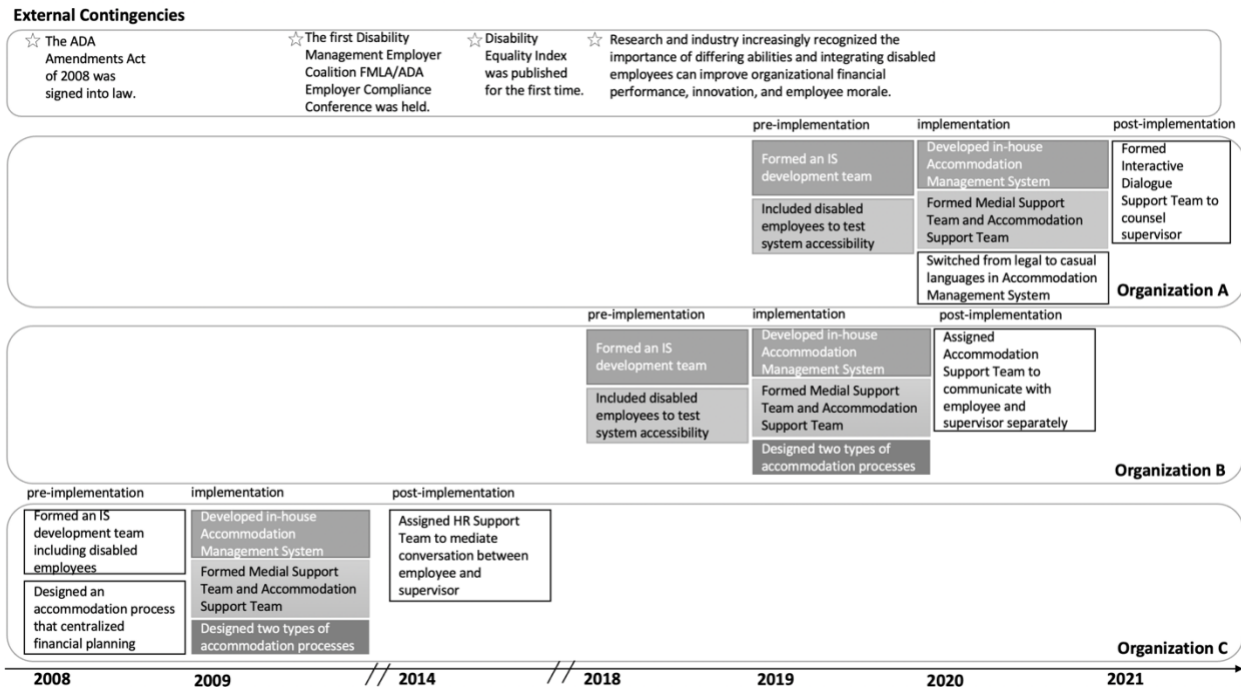 External Contingencies
☆ The ADA
Amendments Act
of 2008 was
signed into law.
☆ The first Disability
Management Employer
Coalition FMLA/ADA
Employer Compliance
Conference was held.
☆ Disability
Equality Index
was published
for the first time.
☆ Research and industry increasingly recognized the
importance of differing abilities and integrating disabled
employees can improve organizational financial
performance, innovation, and employee morale.
pre-implementation
Formed an IS
development team
Included disabled
employees to test
system accessibility
implementation
Developed in-house
Accommodation
Management System
Formed Medial Support
Team and Accommodation
Support Team
Switched from legal to casual
languages in Accommodation
Management System
post-implementation
Formed
Interactive
Dialogue
Support Team to
counsel
supervisor
Organization A
pre-implementation
Formed an IS
development team
Included disabled
employees to test
system accessibility
implementation
Developed in-house
Accommodation
Management System
Formed Medial Support
Team and Accommodation
Support Team
Designed two types of
accommodation processes
post-implementation
Assigned
Accommodation
Support Team to
communicate with
employee and
supervisor separately
Organization B
pre-implementation
Formed an IS
development team
including disabled
employees
Designed an
accommodation process
that centralized
financial planning
implementation
Developed in-house
Accommodation
Management System
Formed Medial Support
Team and Accommodation
Support Team
Designed two types of
accommodation processes
post-implementation
Assigned HR Support
Team to mediate
conversation between
employee and
supervisor
Organization C
2008 2009 // 2014 // 2018 2019 2020 2021